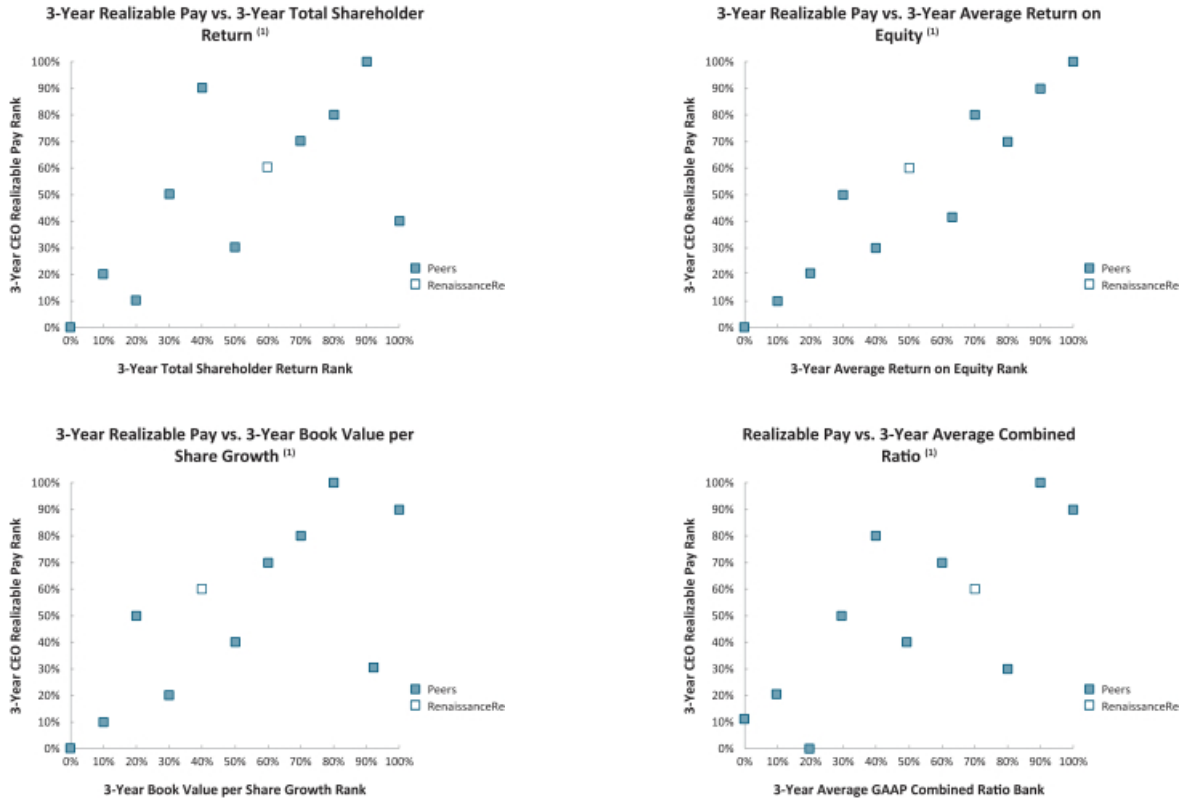 3-Year Realizable Pay vs. 3-Year Total Shareholder
Return (1)
3-Year CEO Realizable Pay Rank
100%
90%
80%
70%
60%
50%
40%
30%
20%
10%
0%
0% 10% 20% 30% 40% 50% 60% 70% 80% 90% 100%
3-Year Total Shareholder Return Rank
Peers
RenaissanceRe
3-Year Realizable Pay vs. 3-Year Average Return on
Equity (1)
3-Year CEO Realizable Pay Rank
100%
90%
80%
70%
60%
50%
40%
30%
20%
10%
0%
0% 10% 20% 30% 40% 50% 60% 70% 80% 90% 100%
3-Year Average Return on Equity Rank
Peers
RenaissanceRe
3-Year Realizable Pay vs. 3-Year Book Value per
Share Growth (1)
3-Year CEO Realizable Pay Rank
100%
90%
80%
70%
60%
50%
40%
30%
20%
10%
0%
0% 10% 20% 30% 40% 50% 60% 70% 80% 90% 100%
3-Year Book Value per Share Growth Rank
Peers
RenaissanceRe
Realizable Pay vs. 3-Year Average Combined
Ratio (1)
3-Year CEO Realizable Pay Rank
100%
90%
80%
70%
60%
50%
40%
30%
20%
10%
0%
0% 10% 20% 30% 40% 50% 60% 70% 80% 90% 100%
3-Year Average GAAP Combined Ratio Bank
Peers
RenaissanceRe